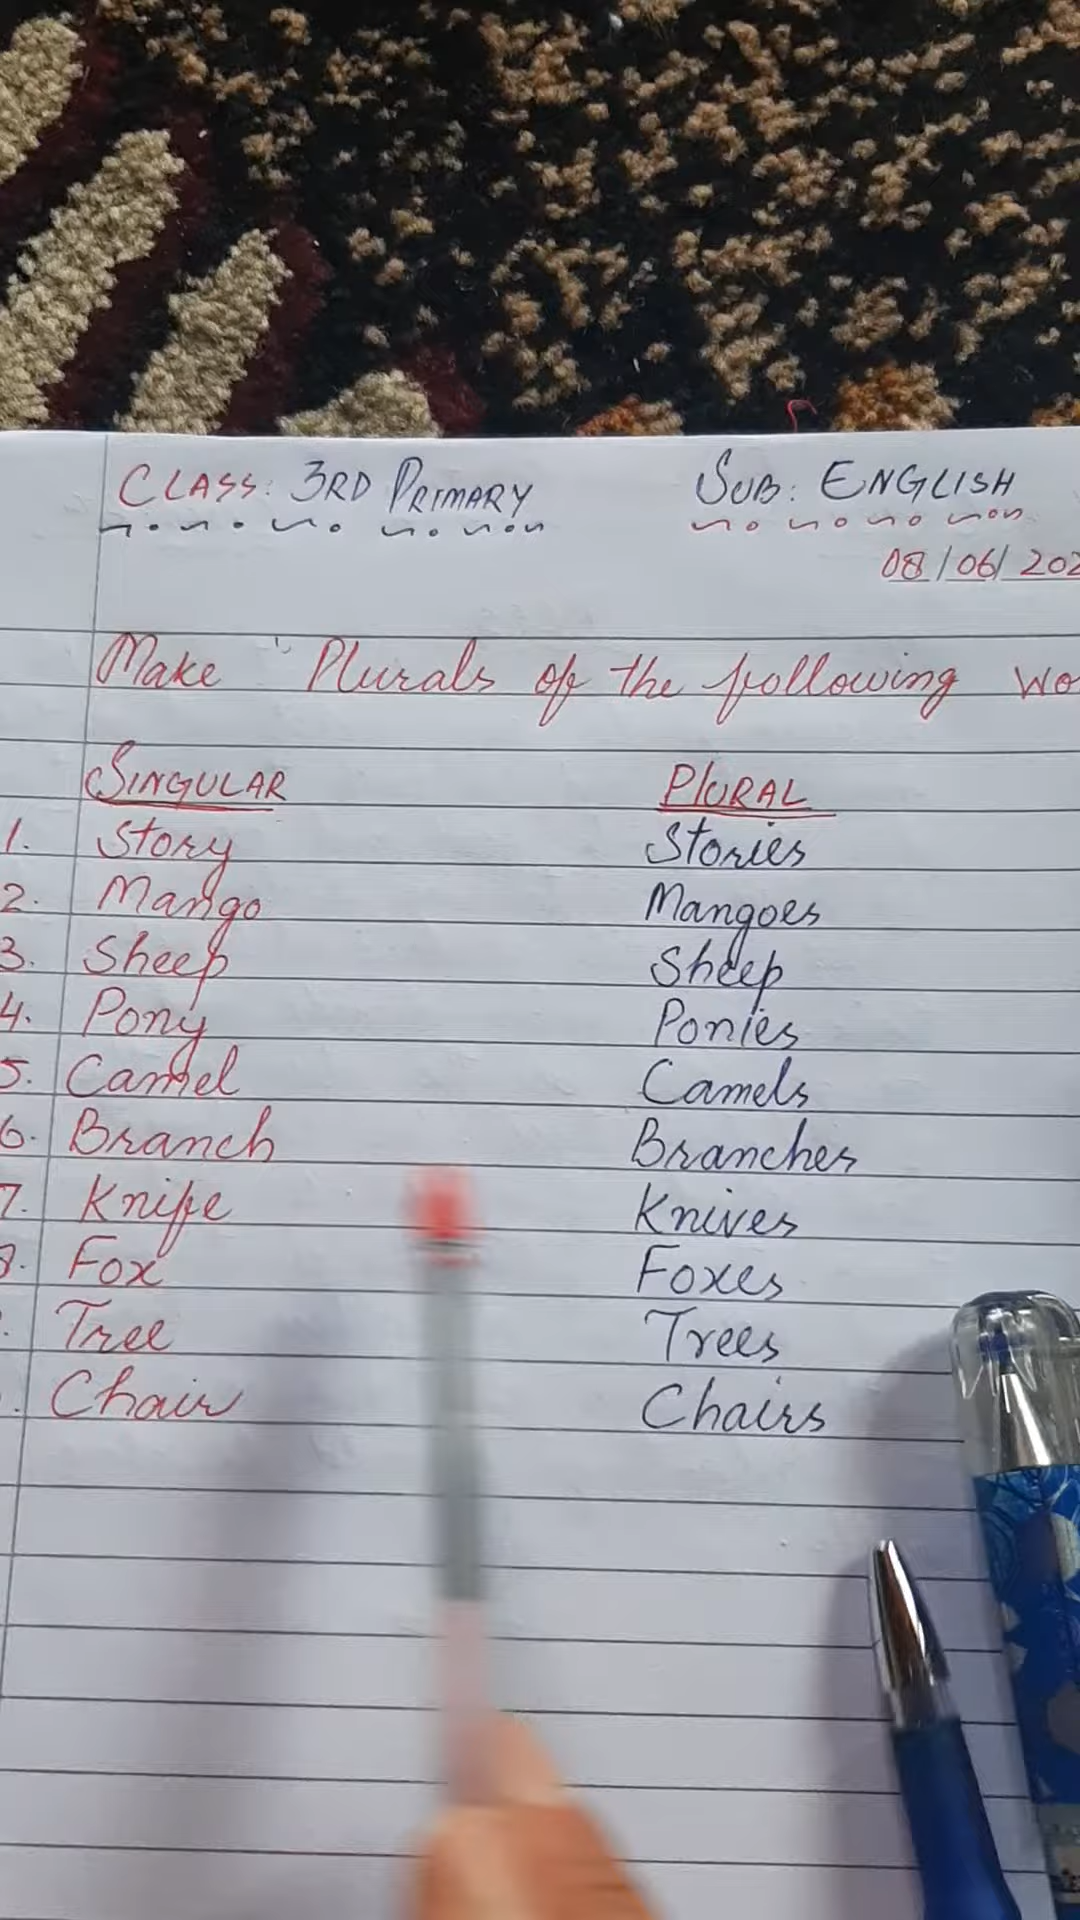 CLASS: 3RD PRIMARY SUB: ENGLISH
08/06/202
Make Plurals of the following
SINGULAR PLURAL
1. Story Stories
2. Mango Mangoes
3. Sheep Sheep
4. Pony Ponies
5. Camel Camels
6. Branch Branches
7. Knife Knives
8. Fox Foxes
Tree Trees
Chair Chairs